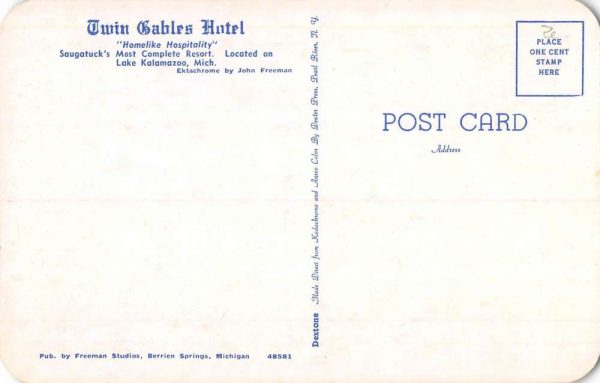 Twin Gables Hotel
"Homelike Hospitality"
Saugatuck's Most Complete Resort. Located on
Lake Kalamazoo, Mich.
Ektachrome by John Freeman
Pub. by Freeman Studios, Berrien Springs, Michigan 48581
Dextone Made Direct from Kodachrome and Ansco Color By Dexter Press, Pearl River, N. Y.
POST CARD
Address
PLACE
ONE CENT
STAMP
HERE